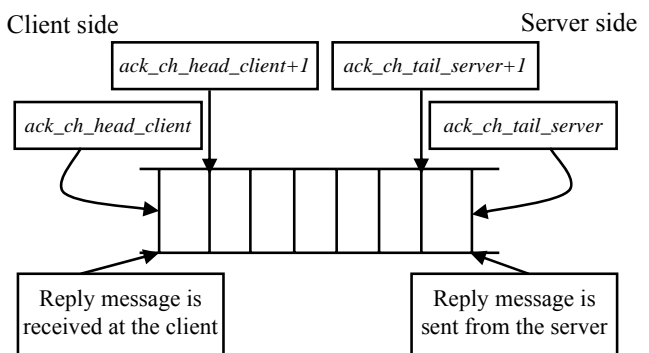 Client side
Server side
ack_ch_head_client+1
ack_ch_tail_server+1
ack_ch_head_client
ack_ch_tail_server
Reply message is
received at the client
Reply message is
sent from the server